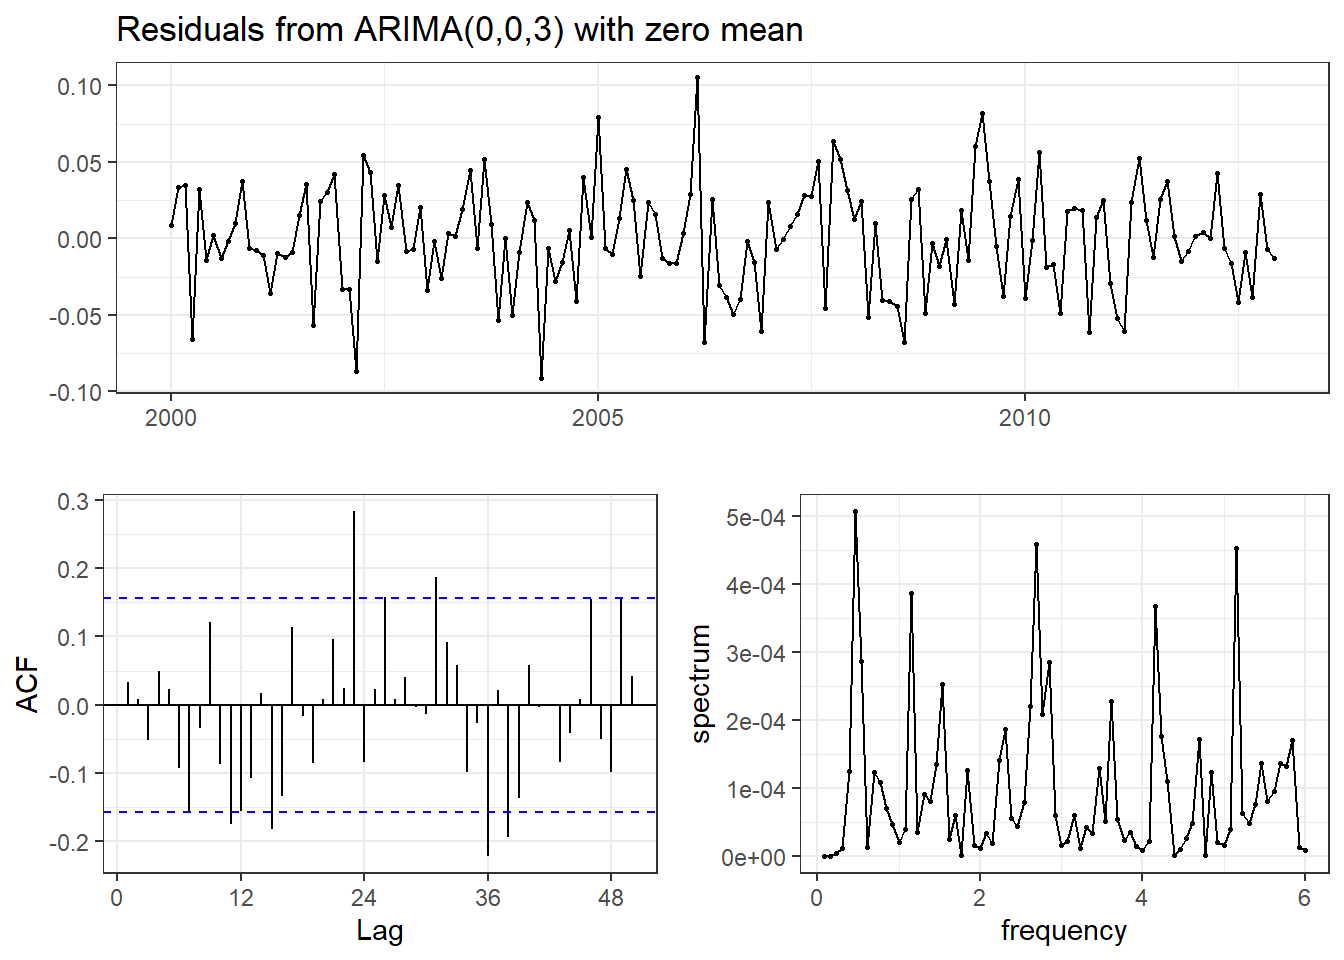 Residuals from ARIMA(0,0,3) with zero mean
0.10
0.05
0.00
-0.05
-0.10
2000 2005 2010
ACF
0.3
0.2
0.1
0.0
-0.1
-0.2
0 12 24 36 48
Lag
spectrum
5e-04
4e-04
3e-04
2e-04
1e-04
0e+00
0 2 4 6
frequency